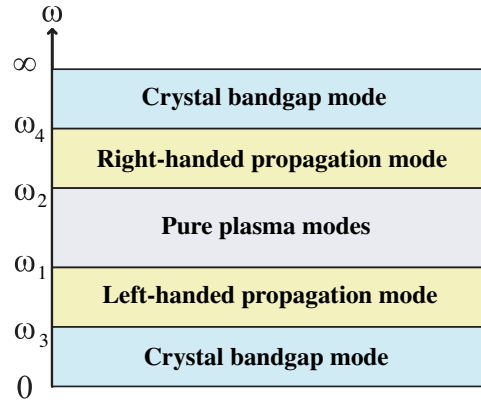 ω
∞
Crystal bandgap mode
ω4
Right-handed propagation mode
ω2
Pure plasma modes
ω1
Left-handed propagation mode
ω3
Crystal bandgap mode
0